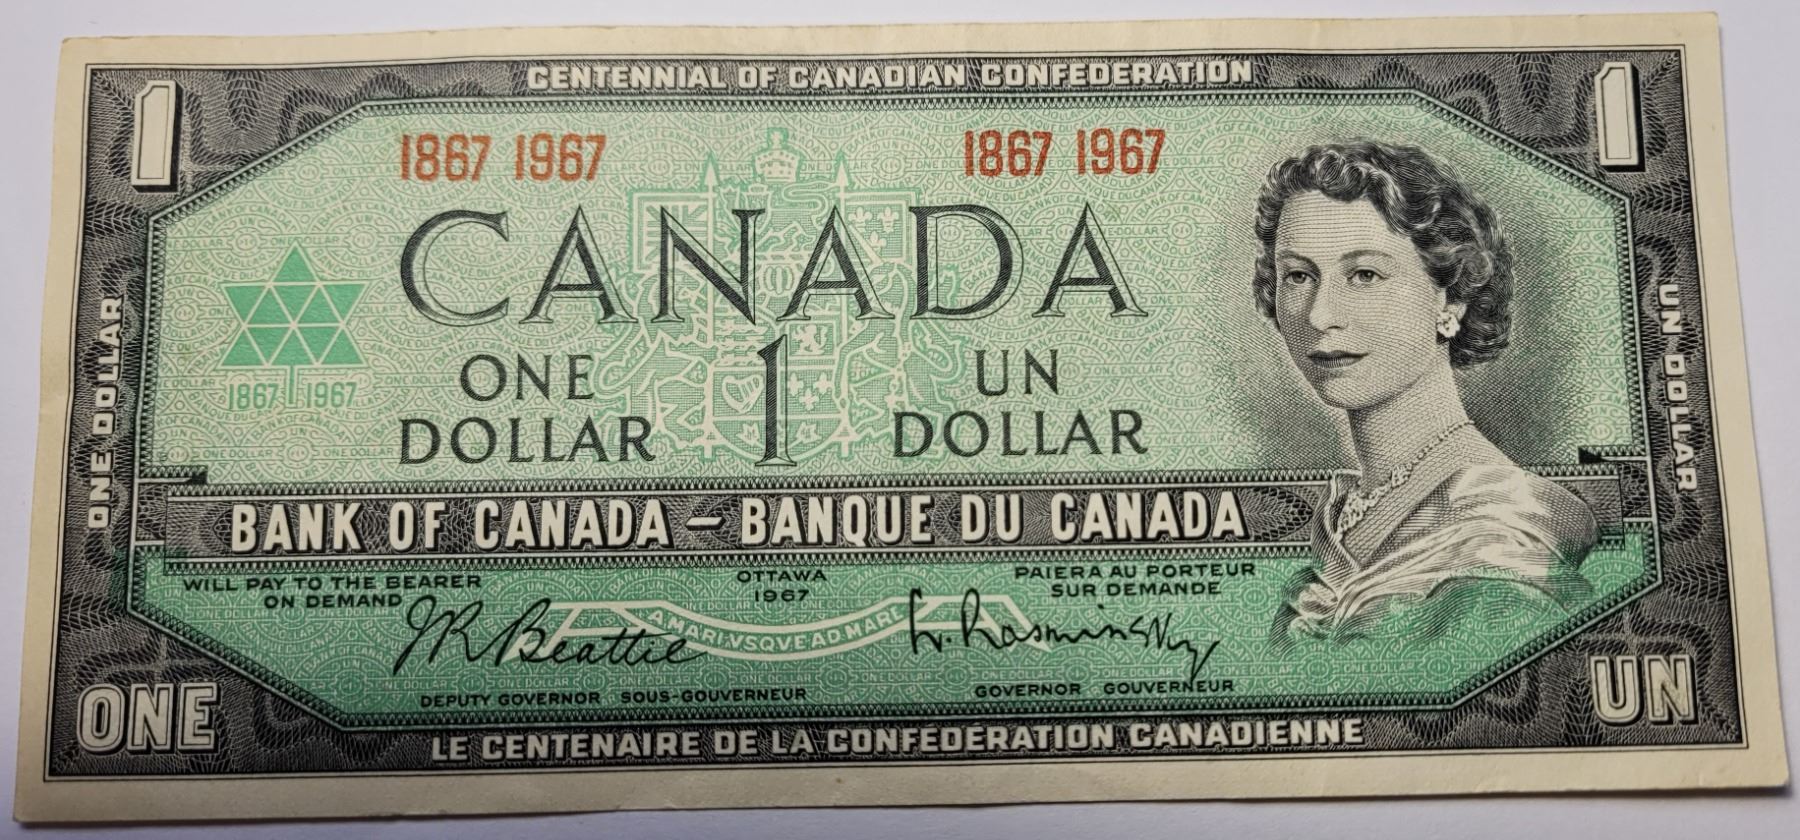 CENTENNIAL OF CANADIAN CONFEDERATION
1 1
1867 1967 1867 1967
CANADA
1867 1967
ONE DOLLAR
1
UN DOLLAR
ONE DOLLAR
UN DOLLAR
BANK OF CANADA – BANQUE DU CANADA
WILL PAY TO THE BEARER
ON DEMAND
OTTAWA
1967
PAIERA AU PORTEUR
SUR DEMANDE
A MARI VSQVE AD MARE
JR Beattie
L. Rasminsky
DEPUTY GOVERNOR SOUS-GOUVERNEUR
GOVERNOR GOUVERNEUR
ONE
UN
LE CENTENAIRE DE LA CONFÉDÉRATION CANADIENNE